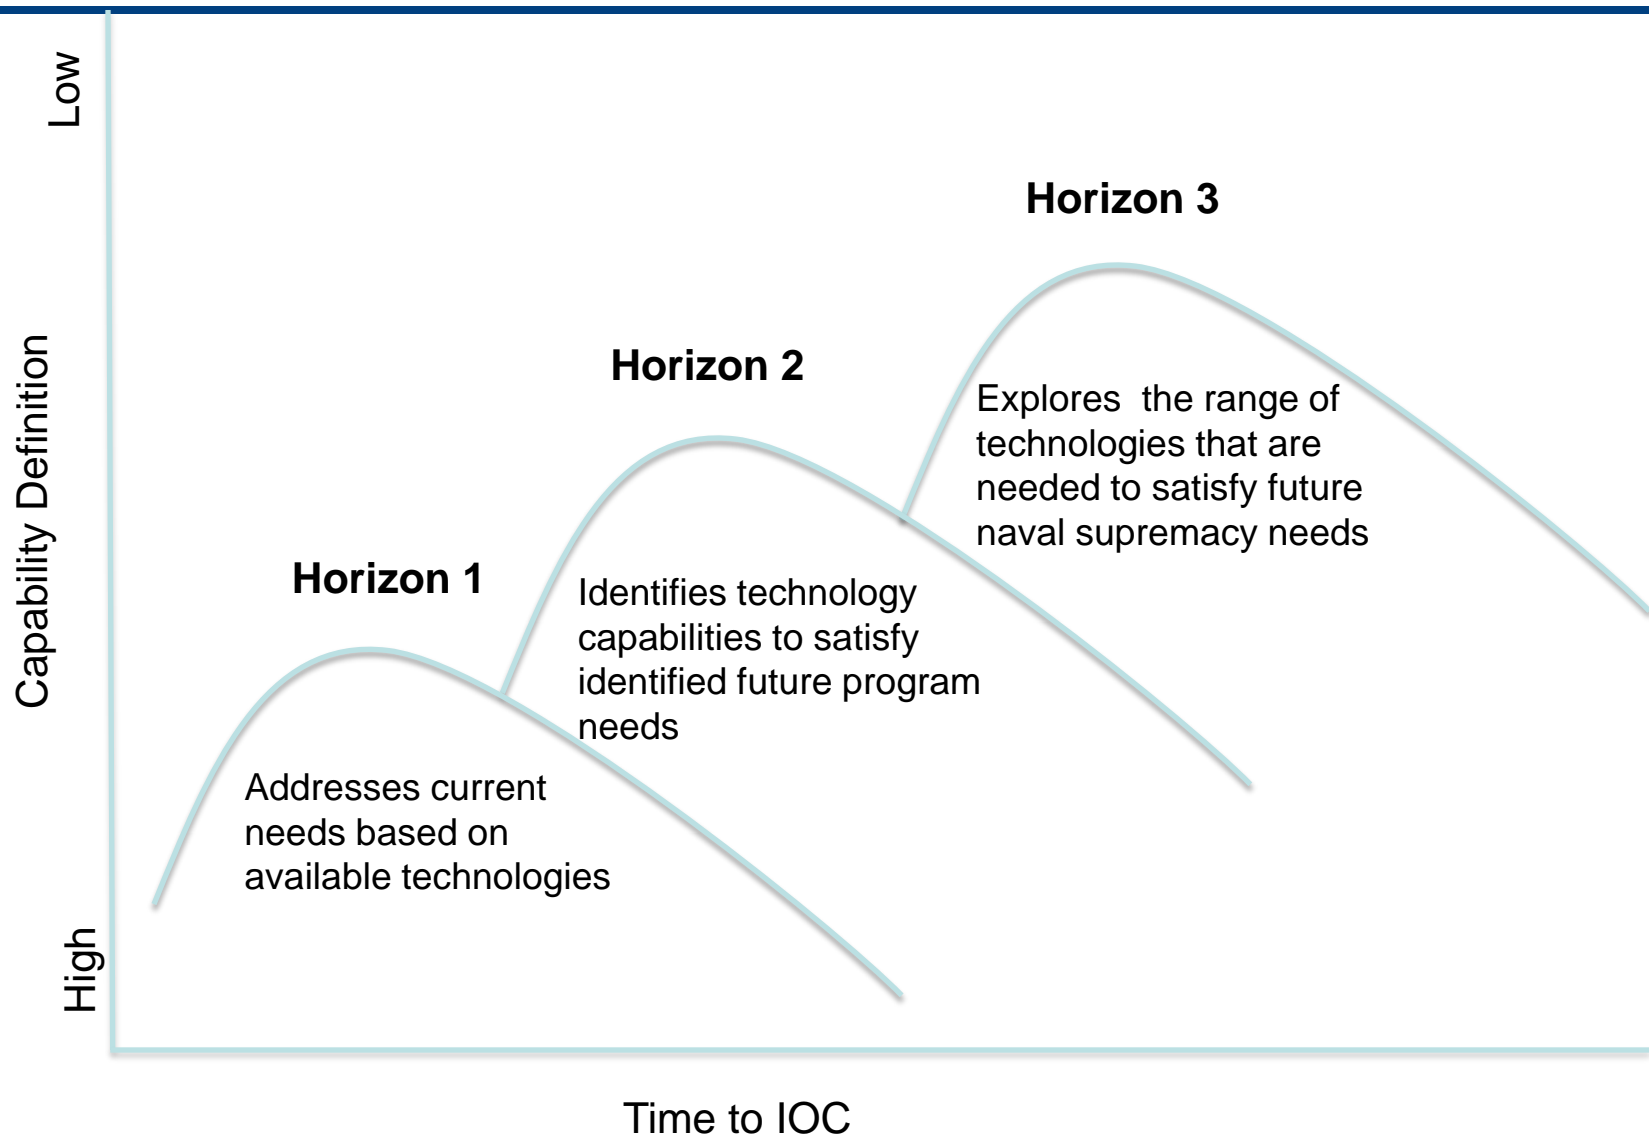 Low
Horizon 3
Horizon 2
Explores  the range of
technologies that are
needed to satisfy future
naval supremacy needs
Capability Definition
Horizon 1
Identifies technology
capabilities to satisfy
identified future program
needs
Addresses current
needs based on
available technologies
High
Time to IOC